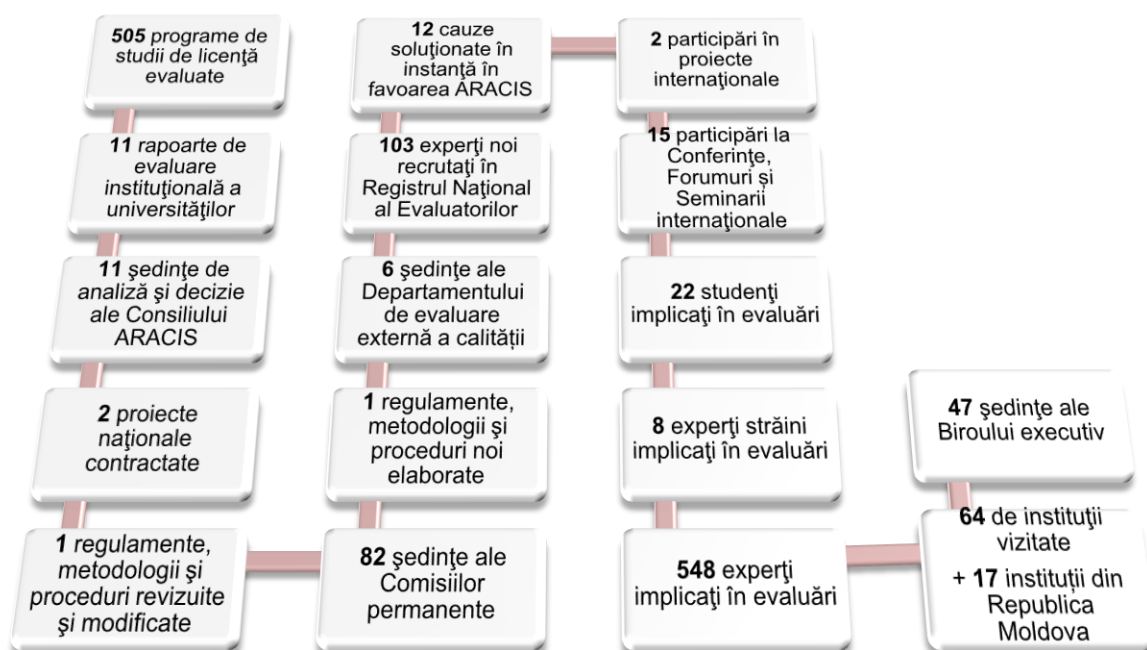 505 programe de
studii de licenţă
evaluate
11 rapoarte de
evaluare
instituţională a
universităţilor
11 şedinţe de
analiză şi decizie
ale Consiliului
ARACIS
2 proiecte
naţionale
contractate
1 regulamente,
metodologii şi
proceduri revizuite
şi modificate
82 şedinţe ale
Comisiilor
permanente
1 regulamente,
metodologii şi
proceduri noi
elaborate
6 şedinţe ale
Departamentului
de evaluare
externă a calității
103 experţi noi
recrutaţi în
Registrul Naţional
al Evaluatorilor
12 cauze
soluţionate în
instanţă în
favoarea ARACIS
2 participări în
proiecte
internaţionale
15 participări la
Conferinţe,
Forumuri și
Seminarii
internaţionale
22 studenţi
implicaţi în evaluări
8 experţi străini
implicaţi în evaluări
548 experţi
implicaţi în evaluări
64 de instituţii
vizitate
+ 17 instituții din
Republica
Moldova
47 şedinţe ale
Biroului executiv